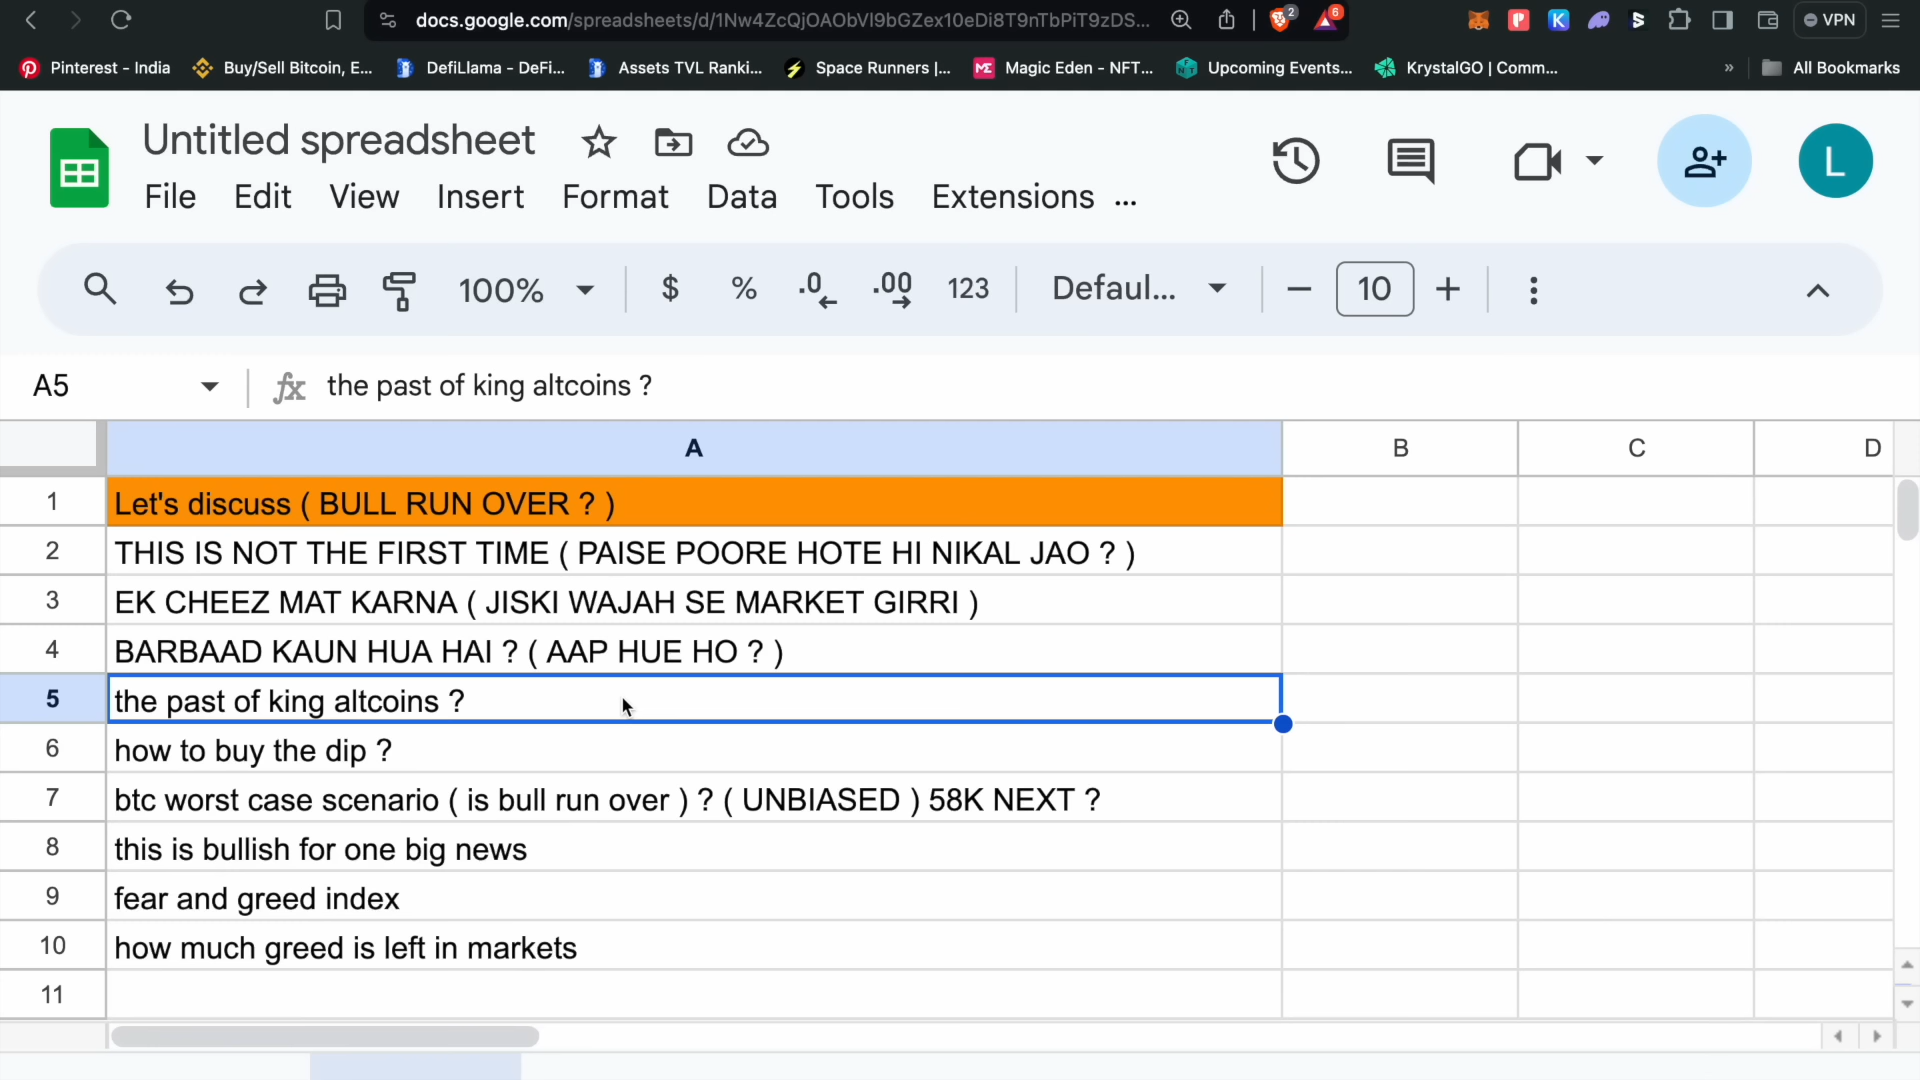 docs.google.com/spreadsheets/d/1Nw4ZcQjOAObVl9bGZex10eDi8T9nTbPiT9zDS...
2
6
VPN
Pinterest - India
Buy/Sell Bitcoin, E...
DefiLlama - DeFi...
Assets TVL Ranki...
Space Runners |...
ME Magic Eden - NFT...
Upcoming Events...
KrystalGO | Comm...
»
All Bookmarks
Untitled spreadsheet
File Edit View Insert Format Data Tools Extensions ...
L
100% $ % .0 .00 123 Defaul... − 10 +
A5 fx the past of king altcoins ?
A B C D
1 Let's discuss ( BULL RUN OVER ? )
2 THIS IS NOT THE FIRST TIME ( PAISE POORE HOTE HI NIKAL JAO ? )
3 EK CHEEZ MAT KARNA ( JISKI WAJAH SE MARKET GIRRI )
4 BARBAAD KAUN HUA HAI ? ( AAP HUE HO ? )
5 the past of king altcoins ?
6 how to buy the dip ?
7 btc worst case scenario ( is bull run over ) ? ( UNBIASED ) 58K NEXT ?
8 this is bullish for one big news
9 fear and greed index
10 how much greed is left in markets
11